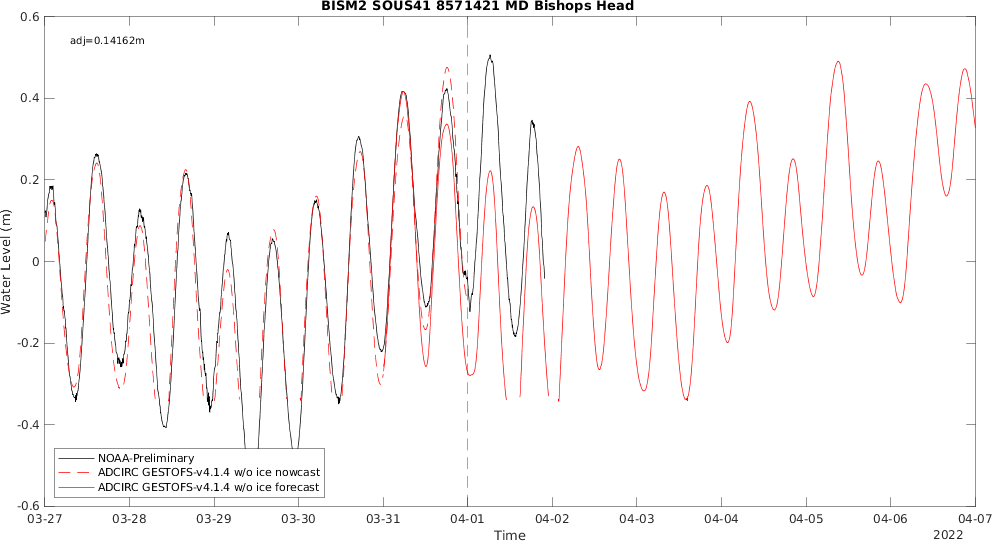 BISM2 SOUS41 8571421 MD Bishops Head
adj=0.14162m
Water Level (m)
0.6
0.4
0.2
0
-0.2
-0.4
-0.6
NOAA-Preliminary
ADCIRC GESTOFS-v4.1.4 w/o ice nowcast
ADCIRC GESTOFS-v4.1.4 w/o ice forecast
03-27 03-28 03-29 03-30 03-31 04-01 04-02 04-03 04-04 04-05 04-06 04-07
Time
2022